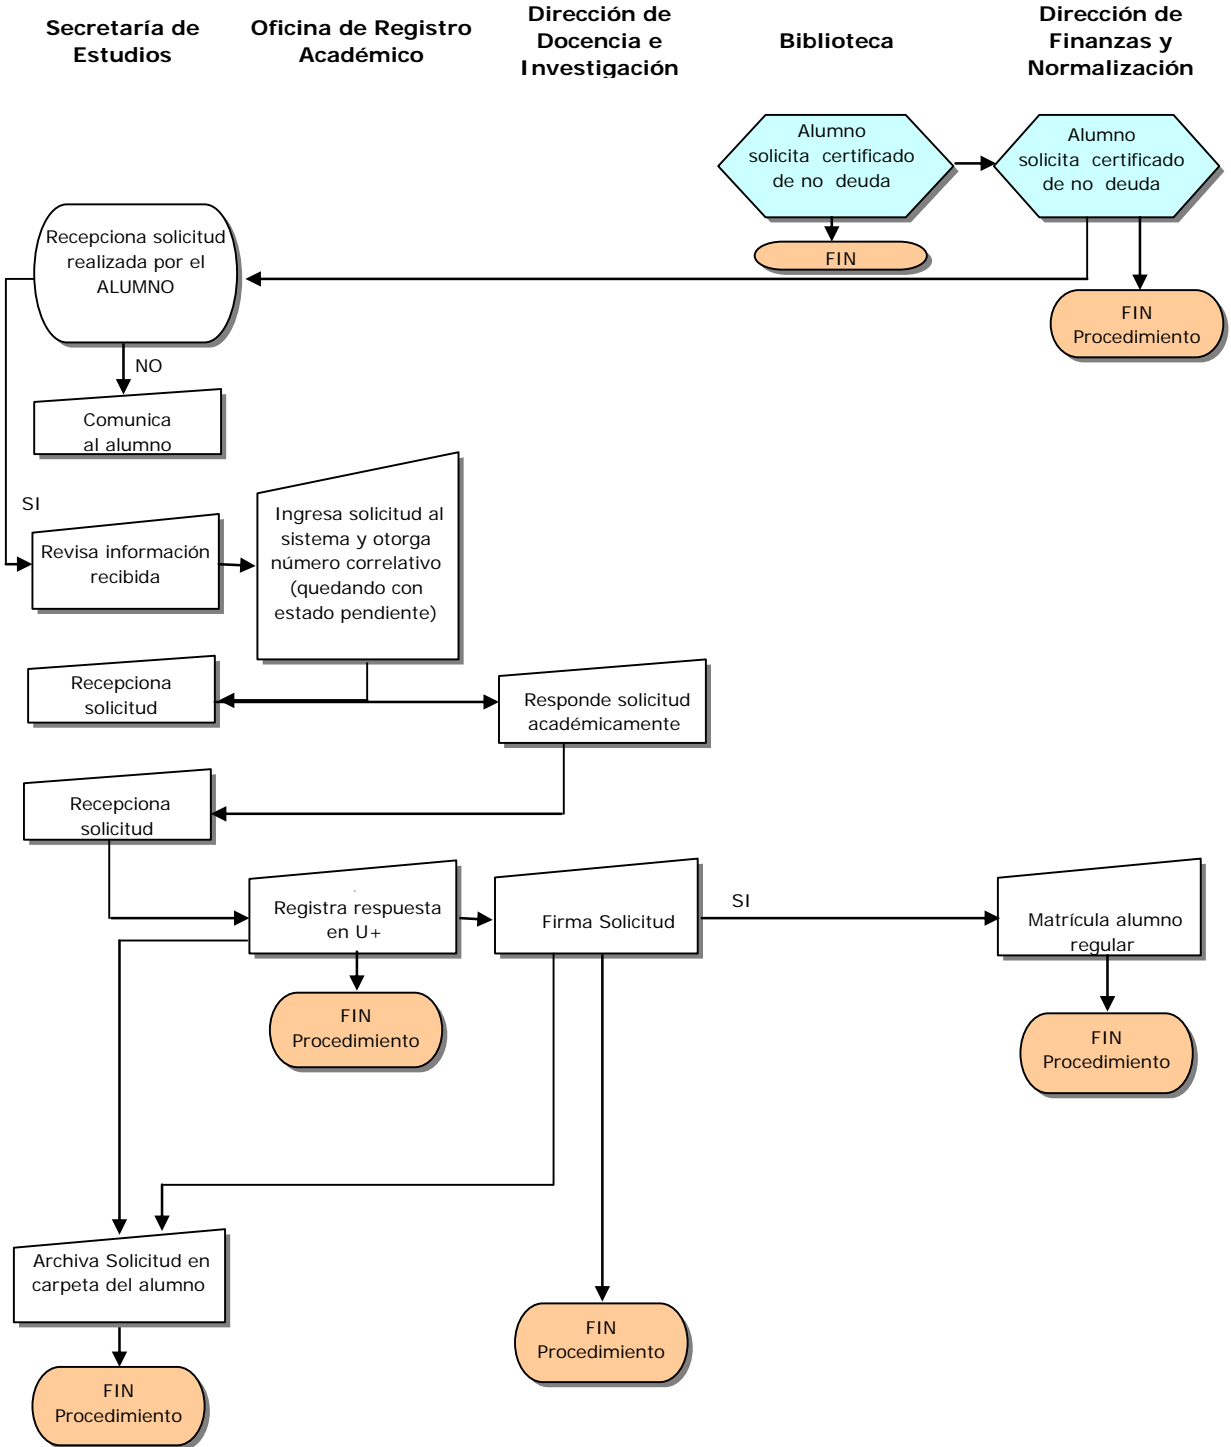 Secretaría de
Estudios
Oficina de Registro
Académico
Dirección de
Docencia e
Investigación
Biblioteca
Dirección de
Finanzas y
Normalización
Alumno
solicita certificado
de no deuda
Alumno
solicita certificado
de no deuda
FIN
FIN
Procedimiento
Recepciona solicitud
realizada por el
ALUMNO
NO
Comunica
al alumno
SI
Revisa información
recibida
Ingresa solicitud al
sistema y otorga
número correlativo
(quedando con
estado pendiente)
Recepciona
solicitud
Responde solicitud
académicamente
Recepciona
solicitud
Registra respuesta
en U+
Firma Solicitud
SI
Matrícula alumno
regular
FIN
Procedimiento
FIN
Procedimiento
Archiva Solicitud en
carpeta del alumno
FIN
Procedimiento
FIN
Procedimiento